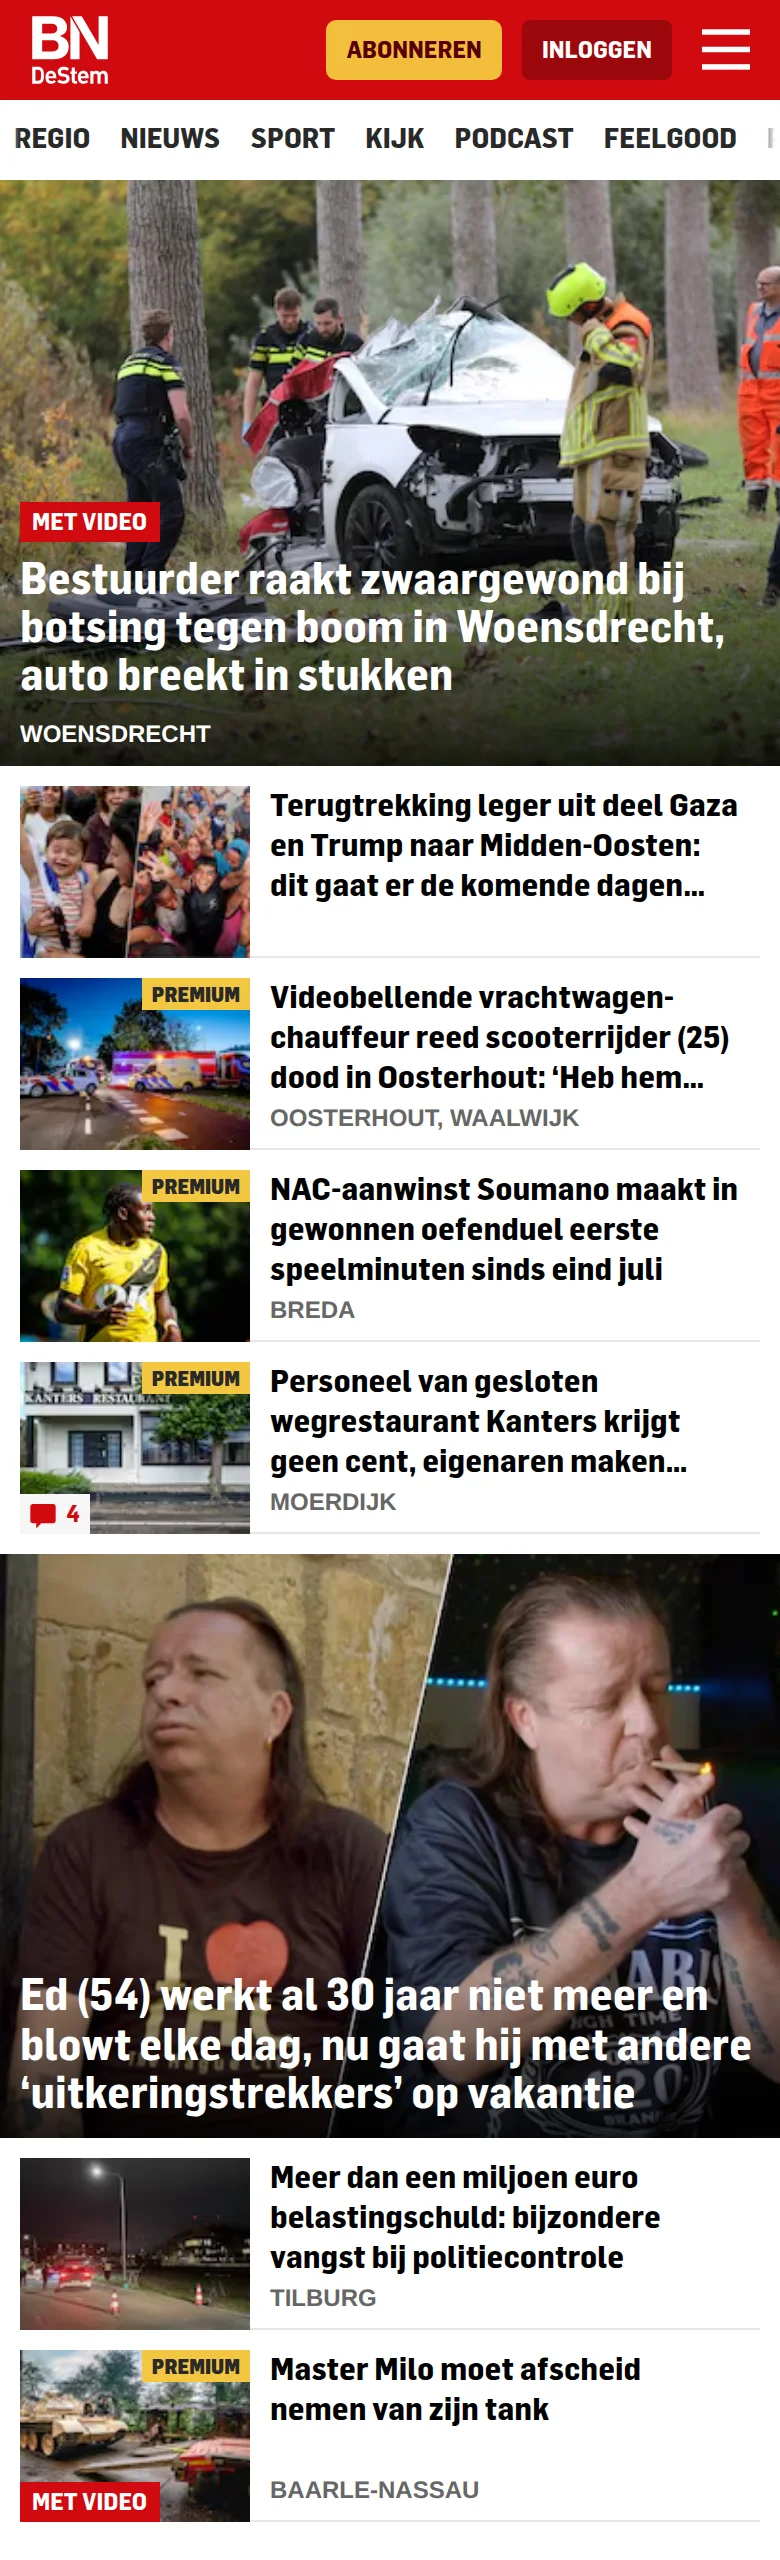 BN
DeStem
ABONNEREN
INLOGGEN
REGIO NIEUWS SPORT KIJK PODCAST FEELGOOD
MET VIDEO
Bestuurder raakt zwaargewond bij
botsing tegen boom in Woensdrecht,
auto breekt in stukken
WOENSDRECHT
Terugtrekking leger uit deel Gaza
en Trump naar Midden-Oosten:
dit gaat er de komende dagen...
PREMIUM
Videobellende vrachtwagen-
chauffeur reed scooterrijder (25)
dood in Oosterhout: ‘Heb hem...
OOSTERHOUT, WAALWIJK
PREMIUM
OK
NAC-aanwinst Soumano maakt in
gewonnen oefenduel eerste
speelminuten sinds eind juli
BREDA
PREMIUM
KANTERS RESTAURANT
4
Personeel van gesloten
wegrestaurant Kanters krijgt
geen cent, eigenaren maken...
MOERDIJK
Ed (54) werkt al 30 jaar niet meer en
blowt elke dag, nu gaat hij met andere
‘uitkeringstrekkers’ op vakantie
Meer dan een miljoen euro
belastingschuld: bijzondere
vangst bij politiecontrole
TILBURG
PREMIUM
MET VIDEO
Master Milo moet afscheid
nemen van zijn tank
BAARLE-NASSAU